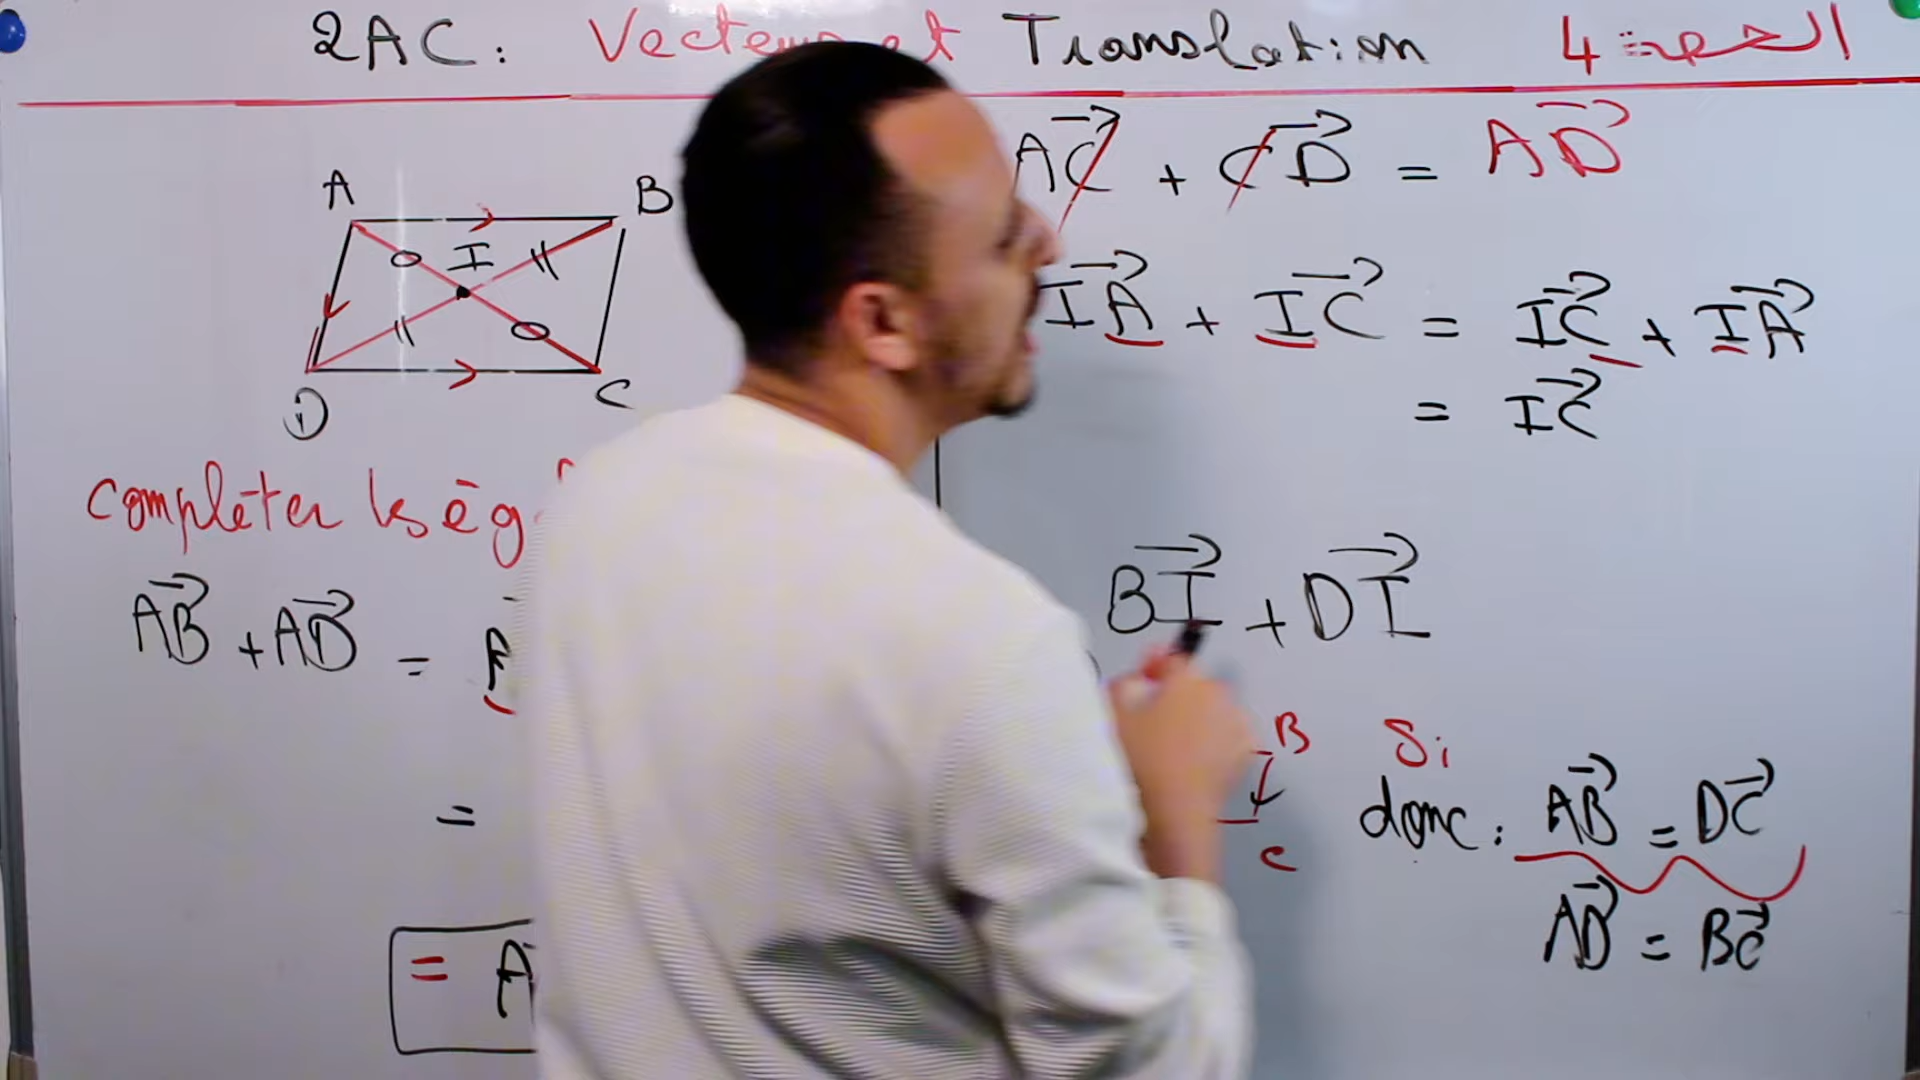 2AC: Vecteurs et Translation الحصة 4
A B
I
D C
compléter les ég
AB + AD =
=
= A
AC + CD = AD
IA + IC = IC + IA
= IC
BI + DI
B
C
Si
donc: AB = DC
AD = BC